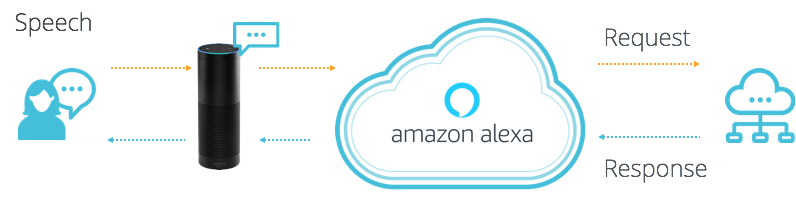 Speech
Request
amazon alexa
Response